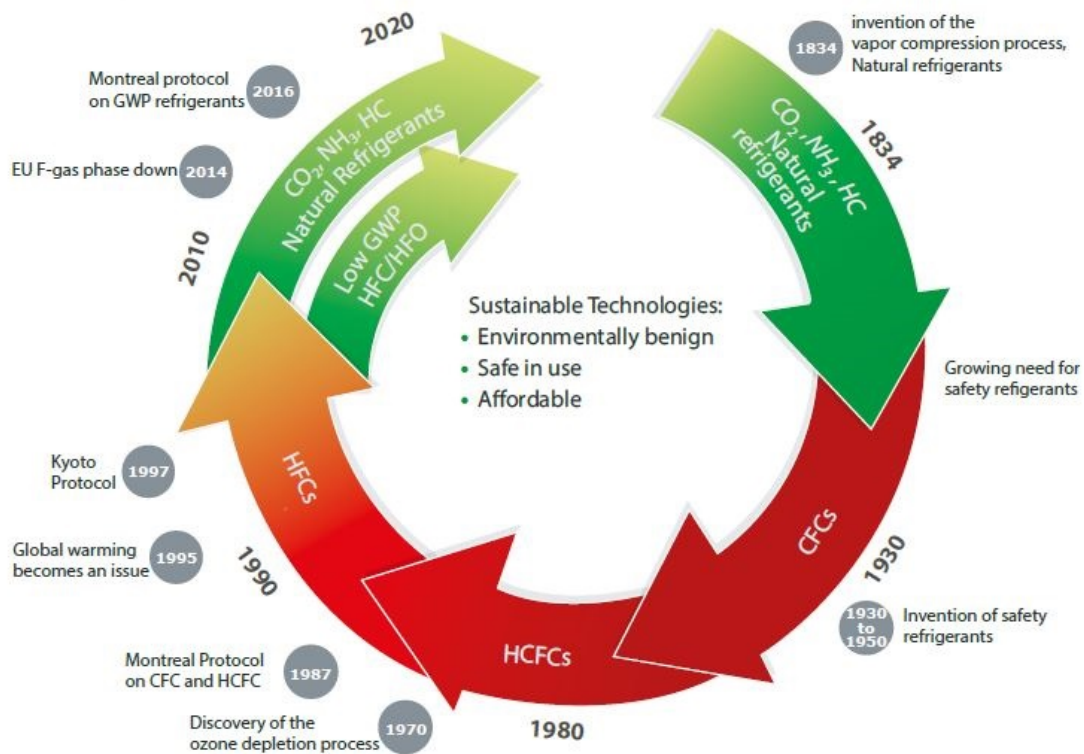 1834
invention of the
vapor compression process,
Natural refrigerants
CO₂, NH₃, HC
Natural
refrigerants
1834
Growing need for
safety refigerants
CFCs
1930
1930
to
1950
Invention of safety
refrigerants
HCFCs
1980
Discovery of the
ozone depletion process
1970
Montreal Protocol
on CFC and HCFC
1987
1990
HFCs
Global warming
becomes an issue
1995
Kyoto
Protocol
1997
2010
EU F-gas phase down
2014
Montreal protocol
on GWP refrigerants
2016
2020
CO₂, NH₃, HC
Natural Refrigerants
Low GWP
HFC/HFO
Sustainable Technologies:
• Environmentally benign
• Safe in use
• Affordable